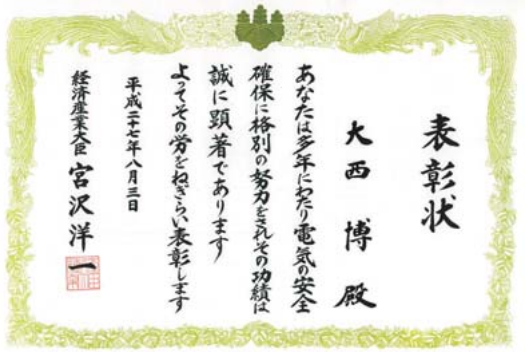 表彰状
大西 博 殿
あなたは多年にわたり電気の安全
確保に格別の努力をされその功績は
誠に顕著であります
よってその労をねぎらい表彰します
平成二十七年八月三日
経済産業大臣 宮沢洋一